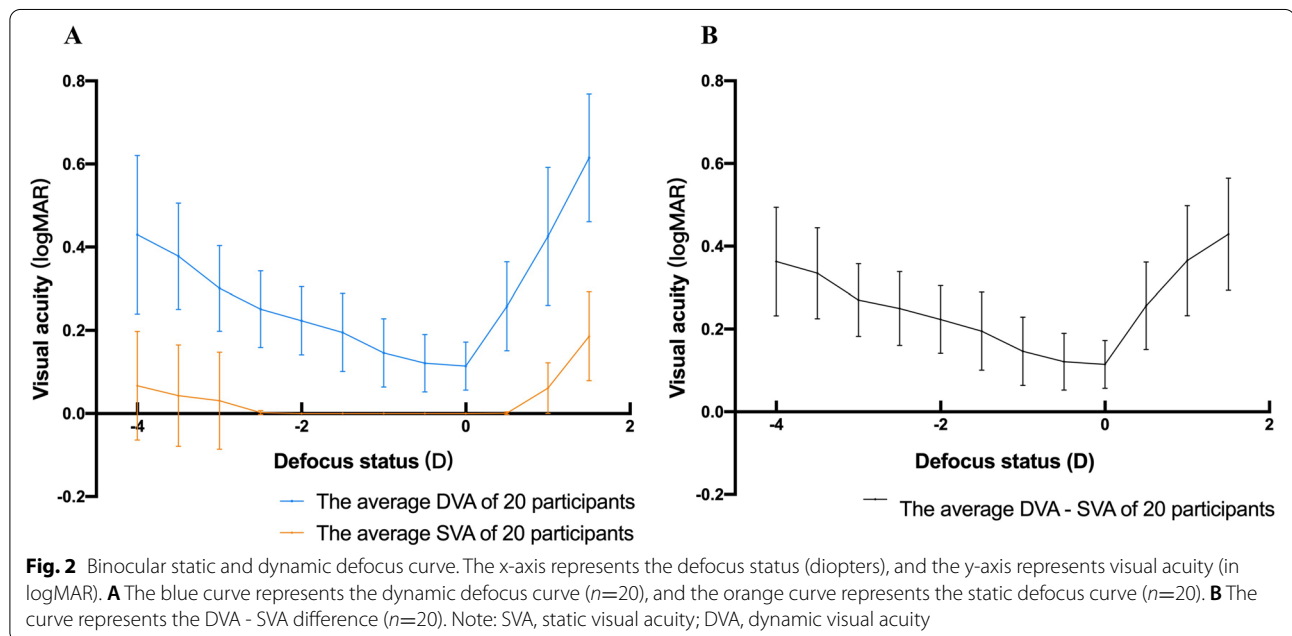 A
Visual acuity (logMAR)
0.8
0.6
0.4
0.2
0.0
-0.2
-4
-2
0
2
Defocus status (D)
The average DVA of 20 participants
The average SVA of 20 participants
B
Visual acuity (logMAR)
0.8
0.6
0.4
0.2
0.0
-0.2
-4
-2
0
2
Defocus status (D)
The average DVA - SVA of 20 participants
Fig. 2 Binocular static and dynamic defocus curve. The x-axis represents the defocus status (diopters), and the y-axis represents visual acuity (in
logMAR). A The blue curve represents the dynamic defocus curve (n=20), and the orange curve represents the static defocus curve (n=20). B The
curve represents the DVA - SVA difference (n=20). Note: SVA, static visual acuity; DVA, dynamic visual acuity